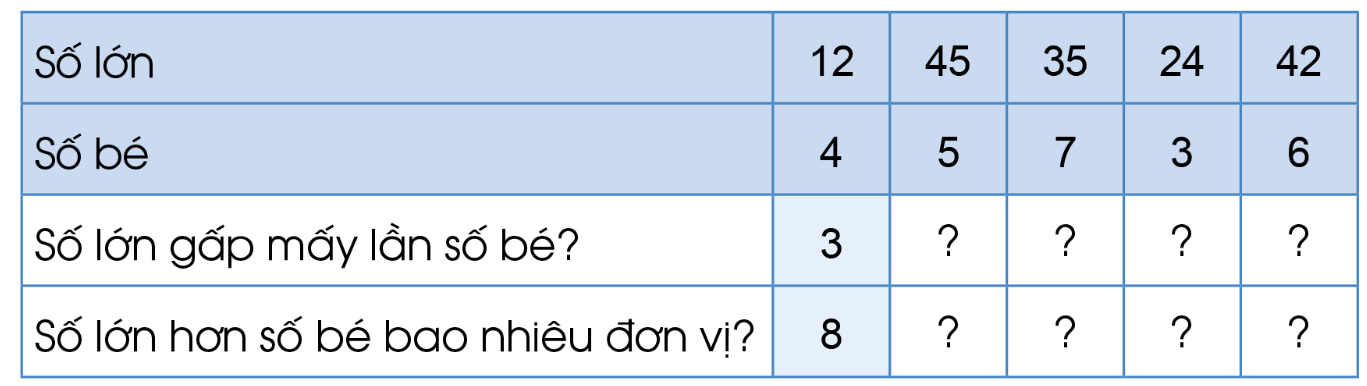 Số lớn 12 45 35 24 42
Số bé 4 5 7 3 6
Số lớn gấp mấy lần số bé? 3 ? ? ? ?
Số lớn hơn số bé bao nhiêu đơn vị? 8 ? ? ? ?